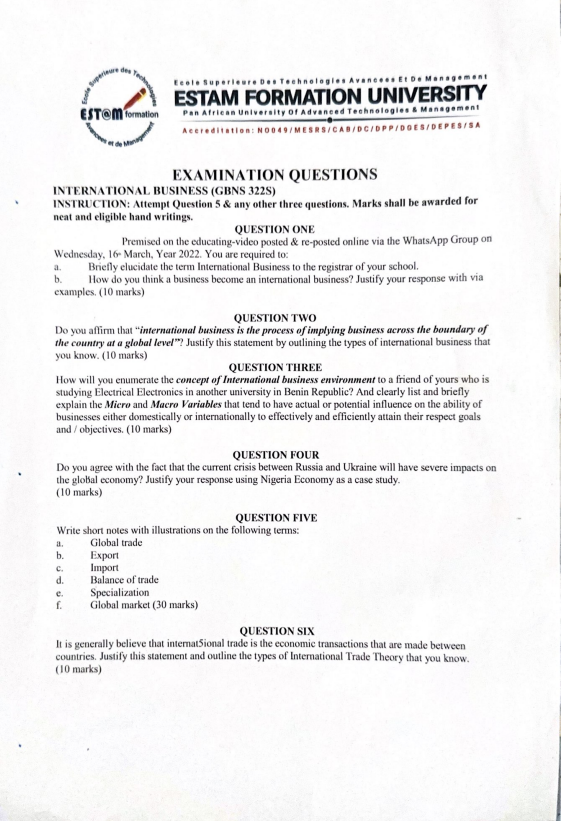 Ecole Superieure des Technologies
EST@M formation
Avancees et de Management
Ecole Superieure Des Technologies Avancees Et De Management
ESTAM FORMATION UNIVERSITY
Pan African University Of Advanced Technologies & Management
Accreditation: N0049/MESRS/CAB/DC/DPP/DGES/DEPES/SA
EXAMINATION QUESTIONS
INTERNATIONAL BUSINESS (GBNS 322S)
INSTRUCTION: Attempt Question 5 & any other three questions. Marks shall be awarded for
neat and eligible hand writings.
QUESTION ONE
Premised on the educating-video posted & re-posted online via the WhatsApp Group on
Wednesday, 16th March, Year 2022. You are required to:
a. Briefly elucidate the term International Business to the registrar of your school.
b. How do you think a business become an international business? Justify your response with via
examples. (10 marks)
QUESTION TWO
Do you affirm that “international business is the process of implying business across the boundary of
the country at a global level”? Justify this statement by outlining the types of international business that
you know. (10 marks)
QUESTION THREE
How will you enumerate the concept of International business environment to a friend of yours who is
studying Electrical Electronics in another university in Benin Republic? And clearly list and briefly
explain the Micro and Macro Variables that tend to have actual or potential influence on the ability of
businesses either domestically or internationally to effectively and efficiently attain their respect goals
and / objectives. (10 marks)
QUESTION FOUR
Do you agree with the fact that the current crisis between Russia and Ukraine will have severe impacts on
the global economy? Justify your response using Nigeria Economy as a case study.
(10 marks)
QUESTION FIVE
Write short notes with illustrations on the following terms:
a. Global trade
b. Export
c. Import
d. Balance of trade
e. Specialization
f. Global market (30 marks)
QUESTION SIX
It is generally believe that internat5ional trade is the economic transactions that are made between
countries. Justify this statement and outline the types of International Trade Theory that you know.
(10 marks)